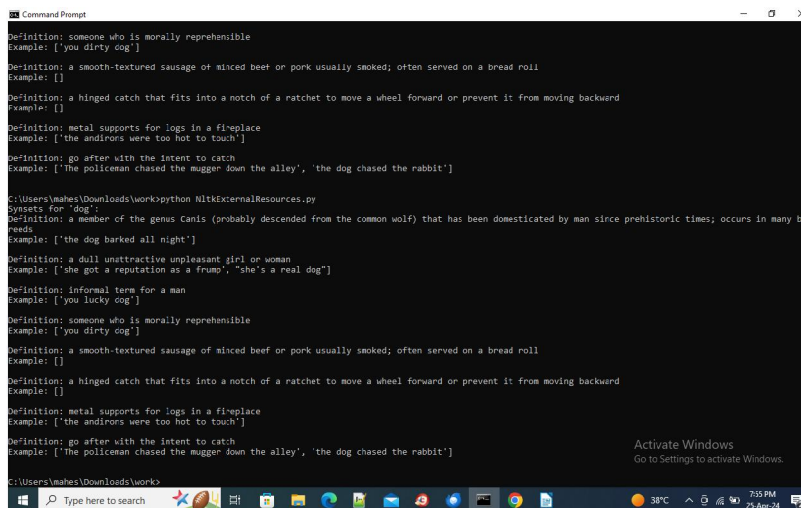 Command Prompt
Definition: someone who is morally reprehensible
Example: ['you dirty dog']
Definition: a smooth-textured sausage of minced beef or pork usually smoked; often served on a bread roll
Example: []
Definition: a hinged catch that fits into a notch of a ratchet to move a wheel forward or prevent it from moving backward
Example: []
Definition: metal supports for logs in a fireplace
Example: ['the andirons were too hot to touch']
Definition: go after with the intent to catch
Example: ['The policeman chased the mugger down the alley', 'the dog chased the rabbit']
C:\Users\mahes\Downloads\work>python NltkExternalResources.py
Synsets for 'dog':
Definition: a member of the genus Canis (probably descended from the common wolf) that has been domesticated by man since prehistoric times; occurs in many b
reeds
Example: ['the dog barked all night']
Definition: a dull unattractive unpleasant girl or woman
Example: ['she got a reputation as a frump', "she's a real dog"]
Definition: informal term for a man
Example: ['you lucky dog']
Definition: someone who is morally reprehensible
Example: ['you dirty dog']
Definition: a smooth-textured sausage of minced beef or pork usually smoked; often served on a bread roll
Example: []
Definition: a hinged catch that fits into a notch of a ratchet to move a wheel forward or prevent it from moving backward
Example: []
Definition: metal supports for logs in a fireplace
Example: ['the andirons were too hot to touch']
Definition: go after with the intent to catch
Example: ['The policeman chased the mugger down the alley', 'the dog chased the rabbit']
Activate Windows
Go to Settings to activate Windows.
C:\Users\mahes\Downloads\work>
Type here to search
38°C
7:55 PM
25-Apr-24